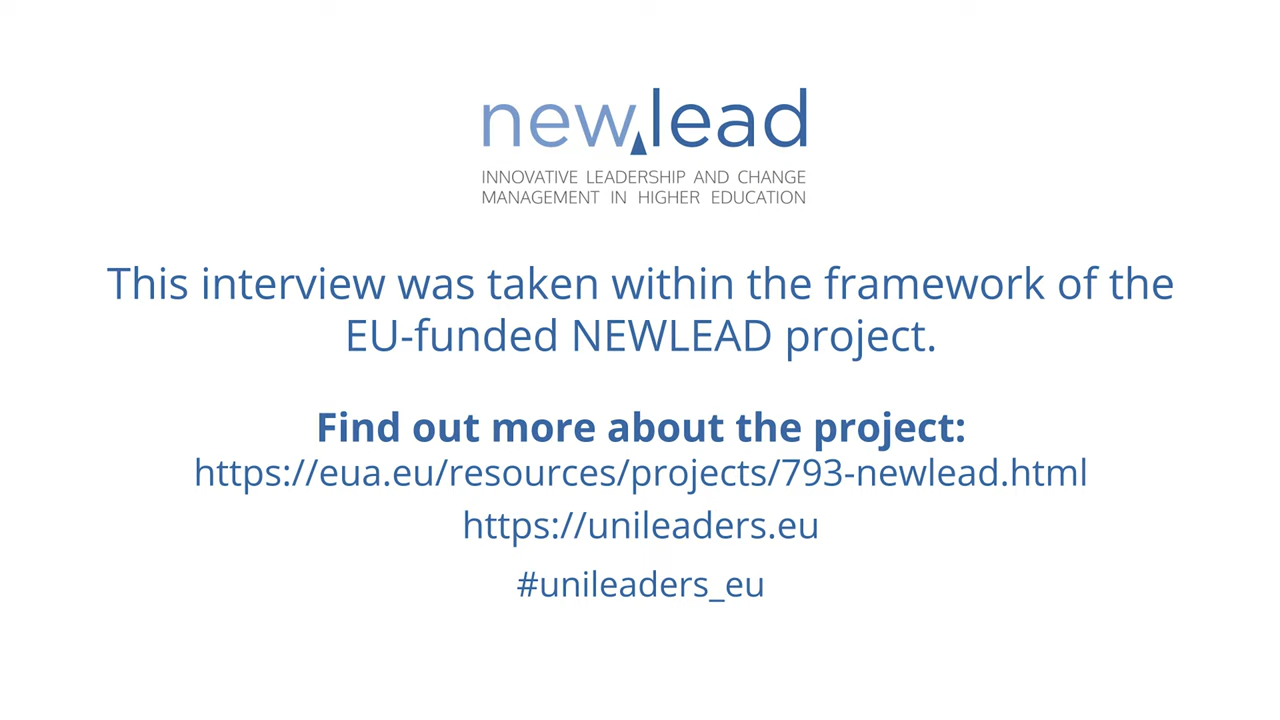 new lead
INNOVATIVE LEADERSHIP AND CHANGE
MANAGEMENT IN HIGHER EDUCATION
This interview was taken within the framework of the
EU-funded NEWLEAD project.
Find out more about the project:
https://eua.eu/resources/projects/793-newlead.html
https://unileaders.eu
#unileaders_eu